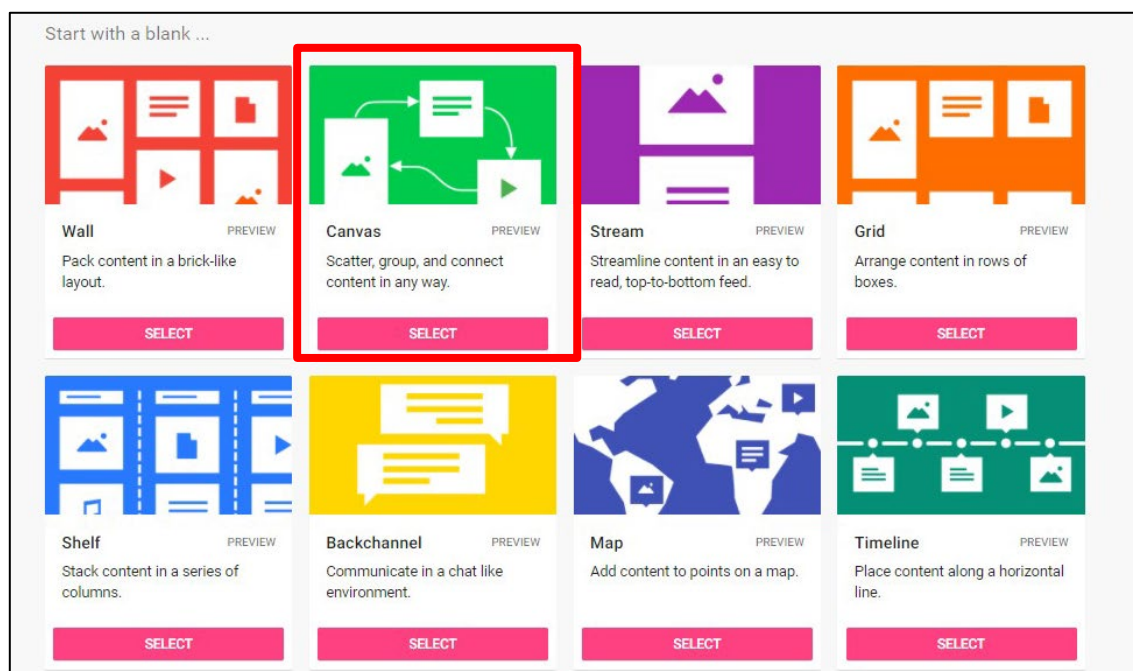 Start with a blank ...
Wall PREVIEW
Pack content in a brick-like
layout.
SELECT
Canvas PREVIEW
Scatter, group, and connect
content in any way.
SELECT
Stream PREVIEW
Streamline content in an easy to
read, top-to-bottom feed.
SELECT
Grid PREVIEW
Arrange content in rows of
boxes.
SELECT
Shelf PREVIEW
Stack content in a series of
columns.
SELECT
Backchannel PREVIEW
Communicate in a chat like
environment.
SELECT
Map PREVIEW
Add content to points on a map.
SELECT
Timeline PREVIEW
Place content along a horizontal
line.
SELECT